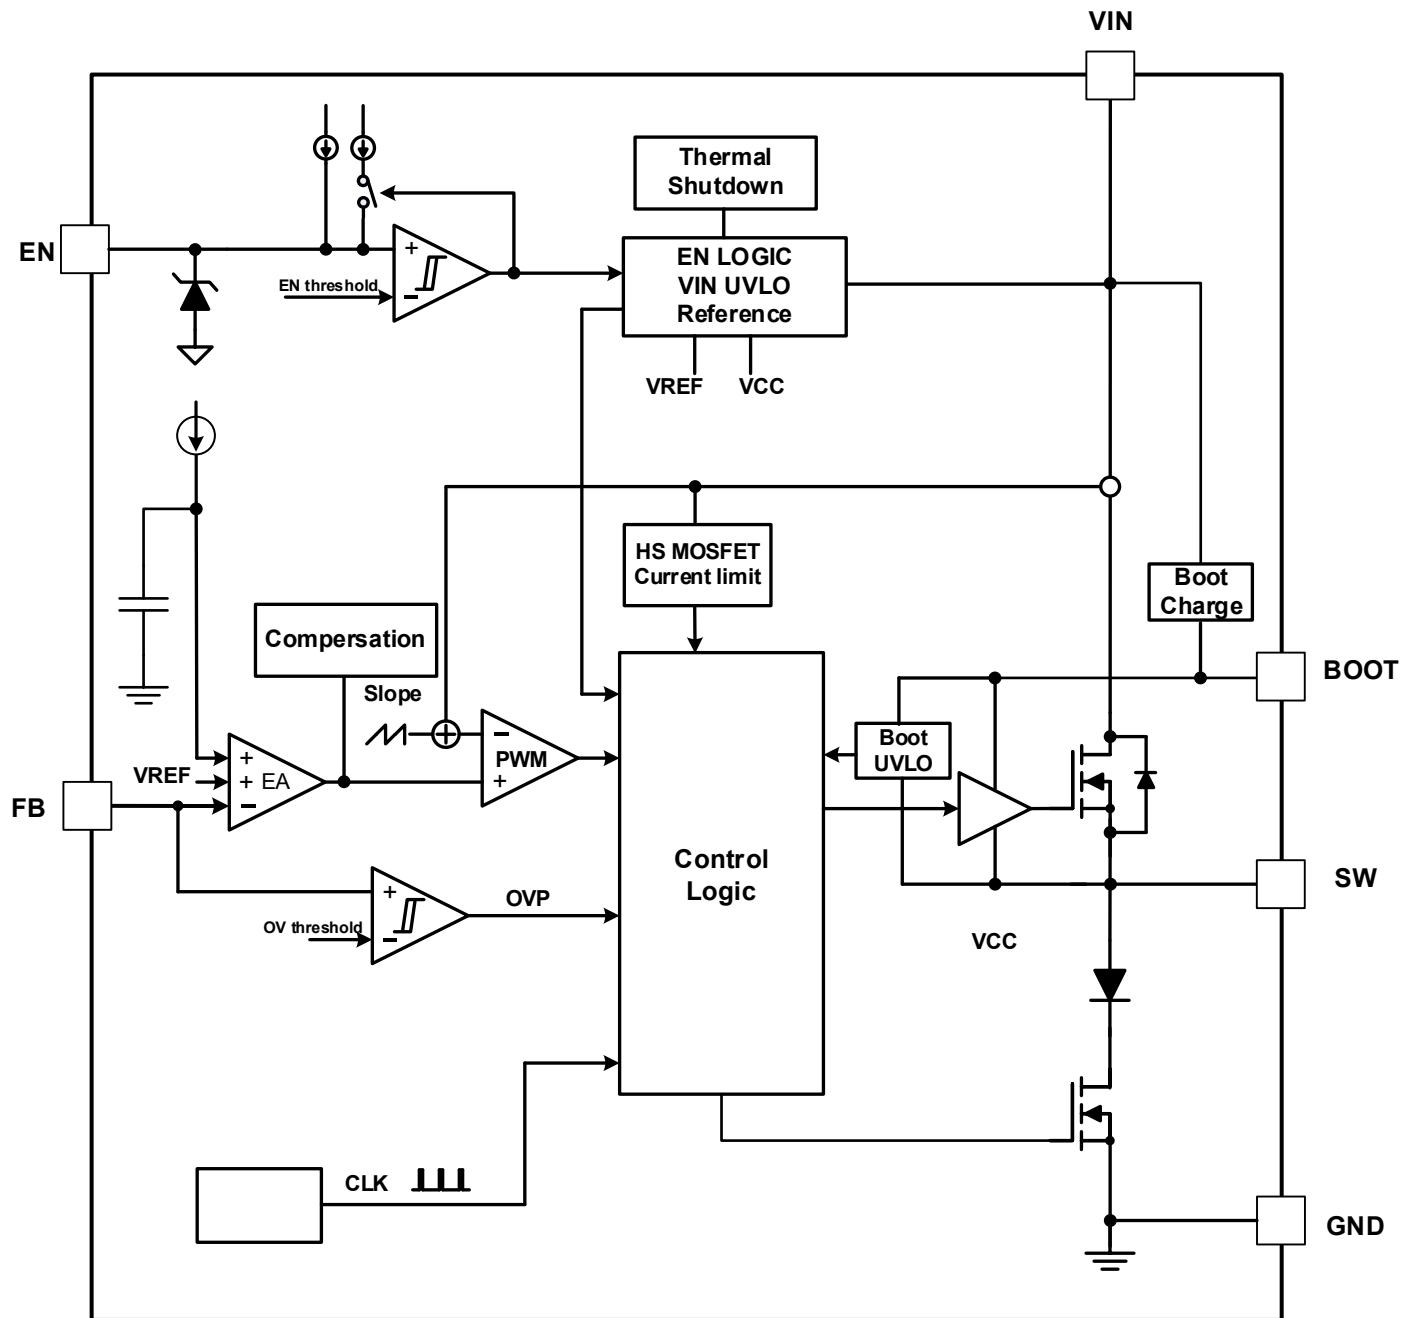 VIN
Thermal
Shutdown
EN
+
EN threshold
−
EN LOGIC
VIN UVLO
Reference
VREF
VCC
HS MOSFET
Current limit
Boot
Charge
Compersation
BOOT
Slope
−
PWM
+
Boot
UVLO
+
VREF
+ EA
−
FB
Control
Logic
SW
+
OVP
OV threshold
−
VCC
CLK
GND